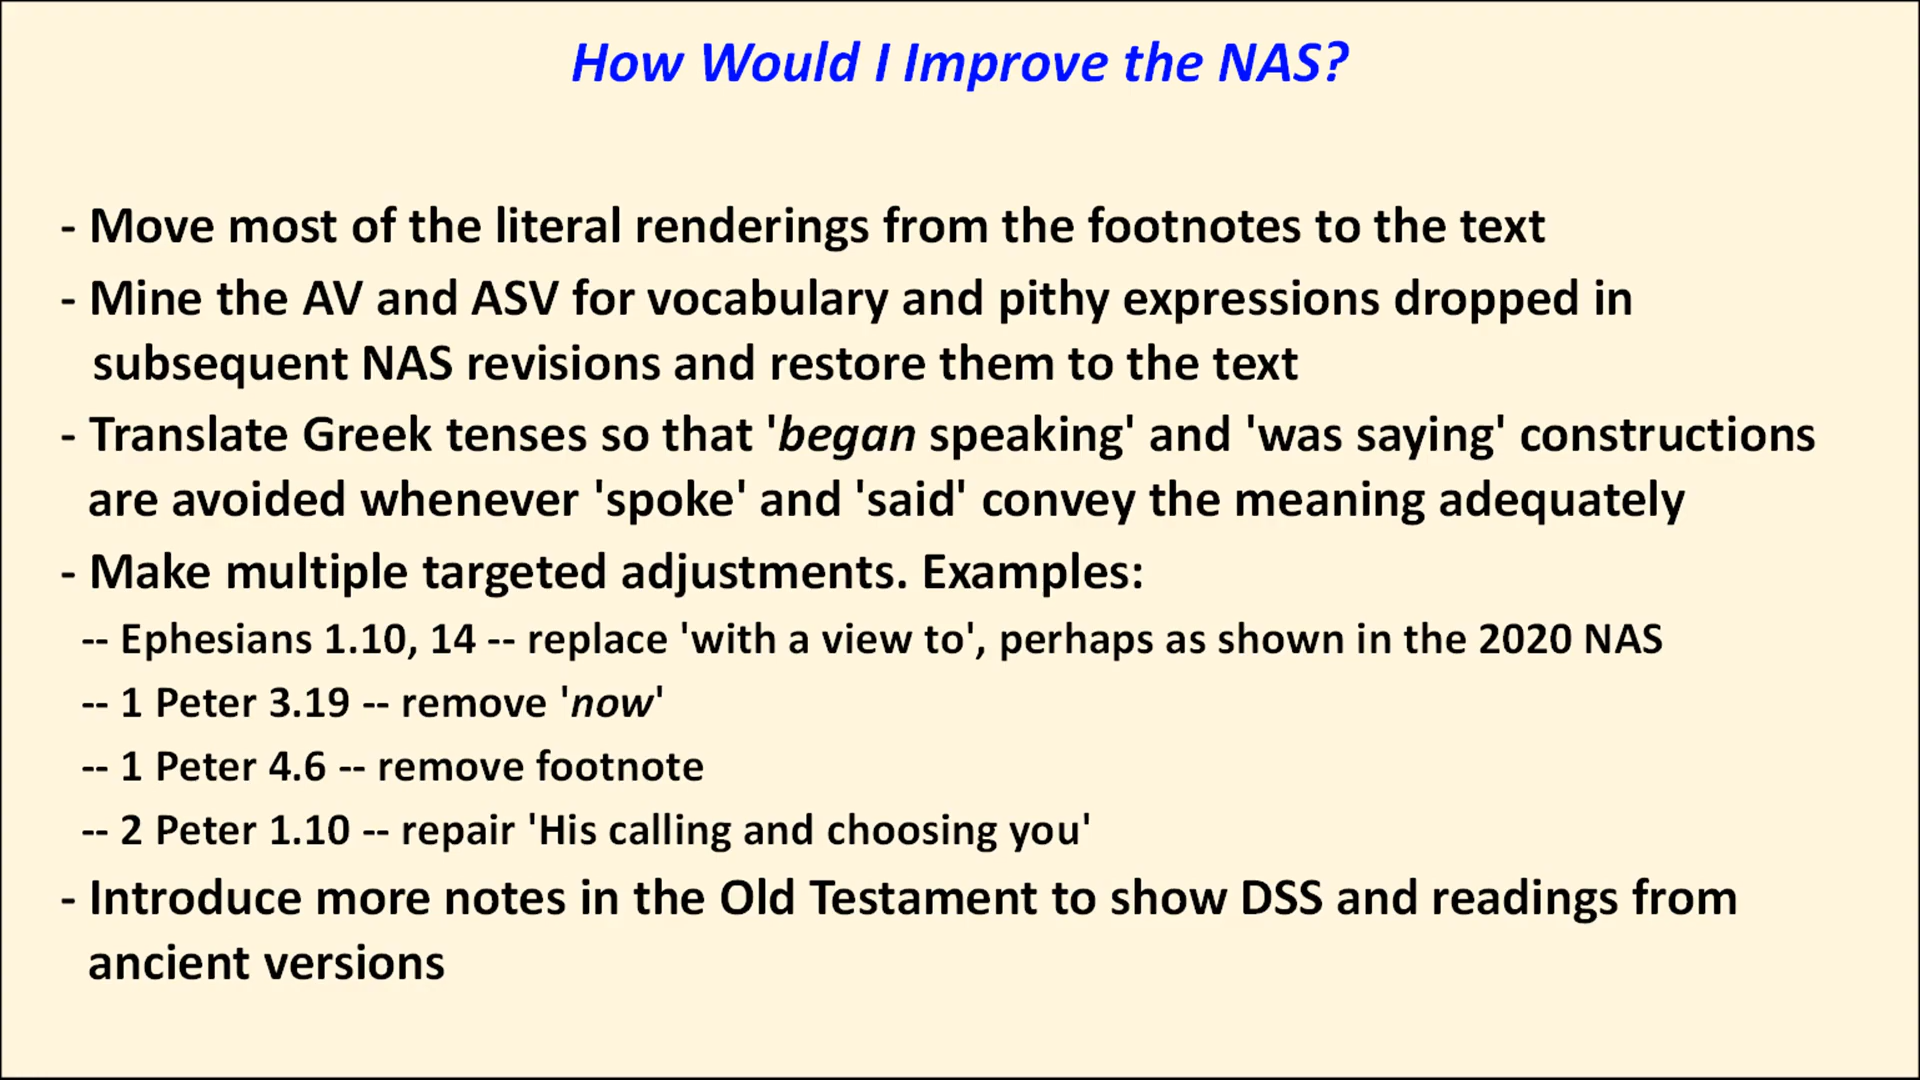 How Would I Improve the NAS?
- Move most of the literal renderings from the footnotes to the text
- Mine the AV and ASV for vocabulary and pithy expressions dropped in
subsequent NAS revisions and restore them to the text
- Translate Greek tenses so that 'began speaking' and 'was saying' constructions
are avoided whenever 'spoke' and 'said' convey the meaning adequately
- Make multiple targeted adjustments. Examples:
-- Ephesians 1.10, 14 -- replace 'with a view to', perhaps as shown in the 2020 NAS
-- 1 Peter 3.19 -- remove 'now'
-- 1 Peter 4.6 -- remove footnote
-- 2 Peter 1.10 -- repair 'His calling and choosing you'
- Introduce more notes in the Old Testament to show DSS and readings from
ancient versions